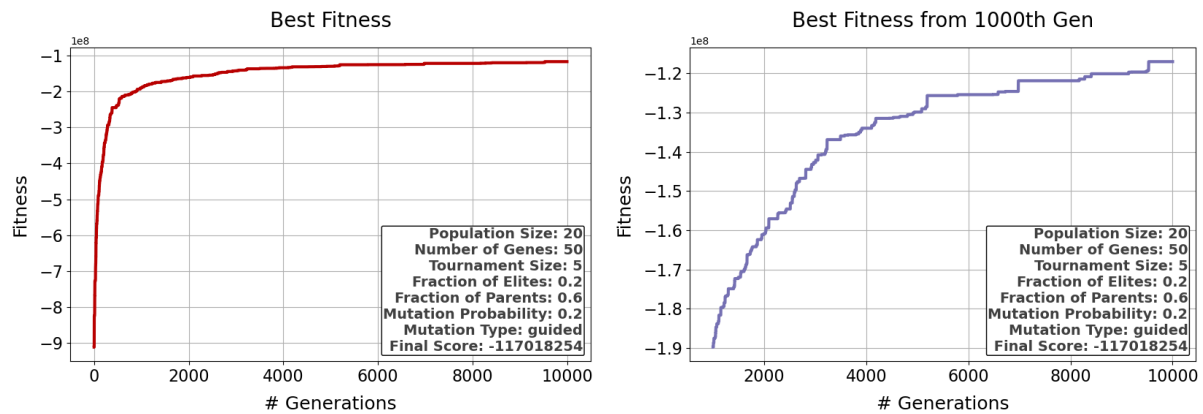 Best Fitness
1e8
−1
−2
−3
−4
−5
−6
−7
−8
−9
Fitness
0
2000
4000
6000
8000
10000
# Generations
Population Size: 20
Number of Genes: 50
Tournament Size: 5
Fraction of Elites: 0.2
Fraction of Parents: 0.6
Mutation Probability: 0.2
Mutation Type: guided
Final Score: -117018254
Best Fitness from 1000th Gen
1e8
−1.2
−1.3
−1.4
−1.5
−1.6
−1.7
−1.8
−1.9
Fitness
2000
4000
6000
8000
10000
# Generations
Population Size: 20
Number of Genes: 50
Tournament Size: 5
Fraction of Elites: 0.2
Fraction of Parents: 0.6
Mutation Probability: 0.2
Mutation Type: guided
Final Score: -117018254